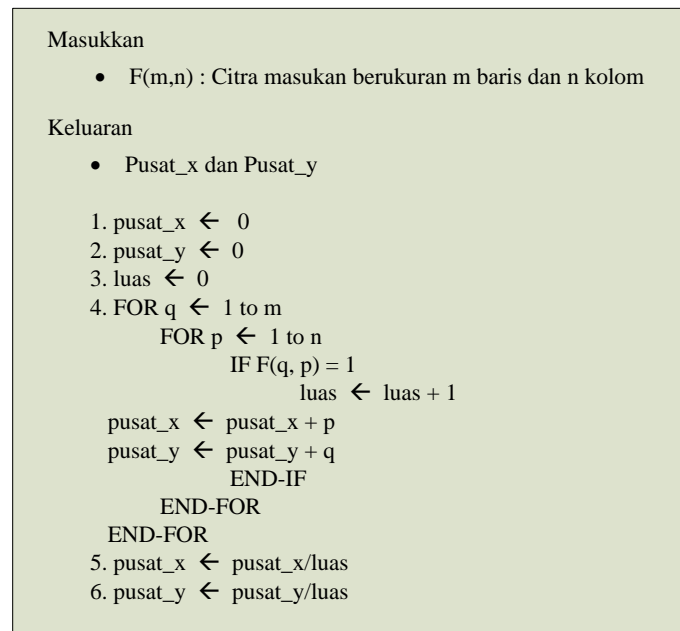 Masukkan
• F(m,n) : Citra masukan berukuran m baris dan n kolom
Keluaran
• Pusat_x dan Pusat_y
1. pusat_x ← 0
2. pusat_y ← 0
3. luas ← 0
4. FOR q ← 1 to m
FOR p ← 1 to n
IF F(q, p) = 1
luas ← luas + 1
pusat_x ← pusat_x + p
pusat_y ← pusat_y + q
END-IF
END-FOR
END-FOR
5. pusat_x ← pusat_x/luas
6. pusat_y ← pusat_y/luas